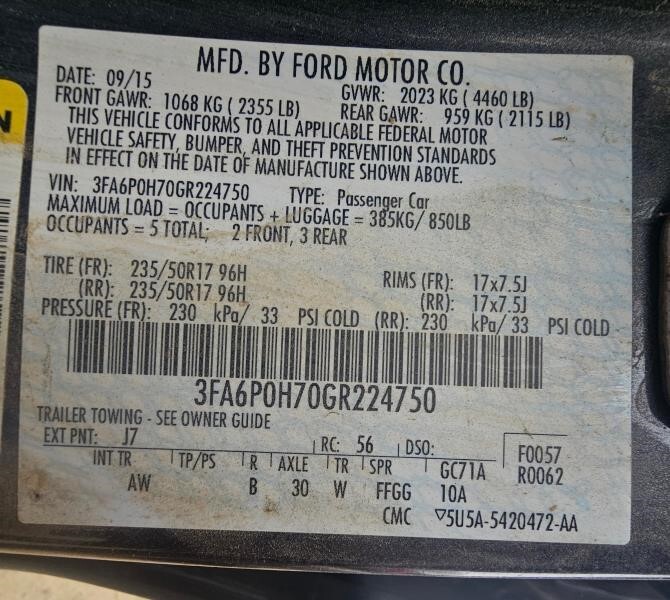 MFD. BY FORD MOTOR CO.
DATE: 09/15 GVWR: 2023 KG ( 4460 LB)
FRONT GAWR: 1068 KG ( 2355 LB) REAR GAWR: 959 KG ( 2115 LB)
THIS VEHICLE CONFORMS TO ALL APPLICABLE FEDERAL MOTOR
VEHICLE SAFETY, BUMPER, AND THEFT PREVENTION STANDARDS
IN EFFECT ON THE DATE OF MANUFACTURE SHOWN ABOVE.
VIN: 3FA6P0H70GR224750 TYPE: Passenger Car
MAXIMUM LOAD = OCCUPANTS + LUGGAGE = 385KG/ 850LB
OCCUPANTS = 5 TOTAL; 2 FRONT, 3 REAR
TIRE (FR): 235/50R17 96H RIMS (FR): 17x7.5J
(RR): 235/50R17 96H (RR): 17x7.5J
PRESSURE (FR): 230 kPa/ 33 PSI COLD (RR): 230 kPa/ 33 PSI COLD
3FA6P0H70GR224750
TRAILER TOWING - SEE OWNER GUIDE
EXT PNT: J7 RC: 56 DSO: F0057
INT TR TP/PS R AXLE TR SPR GC71A R0062
AW B 30 W FFGG 10A
CMC ▽5U5A-5420472-AA
N